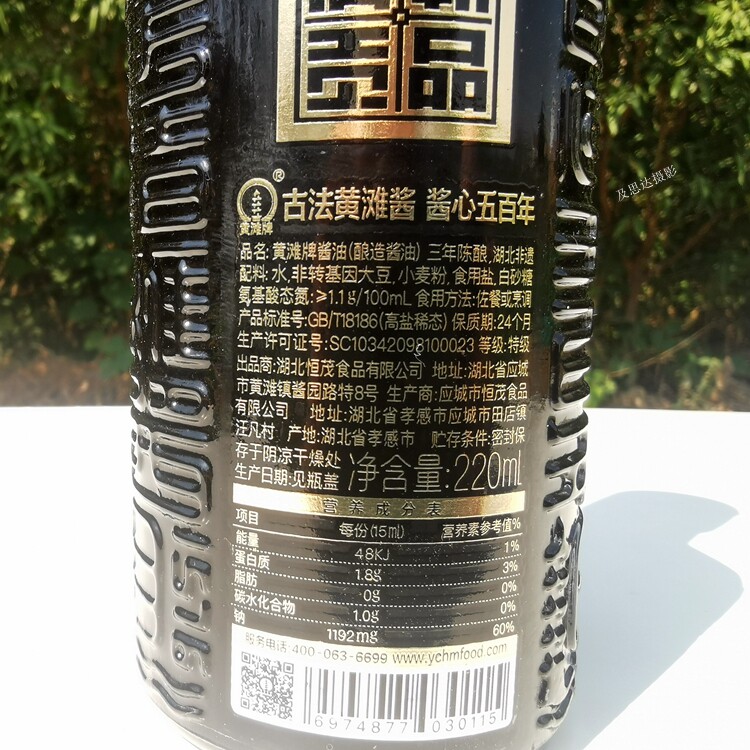 品
及思达摄影
®
黄滩牌
古法黄滩酱 酱心五百年
品名: 黄滩牌酱油(酿造酱油) 三年陈酿, 湖北非遗
配料: 水, 非转基因大豆, 小麦粉, 食用盐, 白砂糖
氨基酸态氮: ≥1.1g/100mL 食用方法: 佐餐或烹调
产品标准号: GB/T18186(高盐稀态) 保质期: 24个月
生产许可证号: SC10342098100023 等级: 特级
出品商: 湖北恒茂食品有限公司 地址: 湖北省应城
市黄滩镇酱园路特8号 生产商: 应城市恒茂食品
有限公司 地址: 湖北省孝感市应城市田店镇
汪凡村 产地: 湖北省孝感市 贮存条件: 密封保
存于阴凉干燥处
生产日期: 见瓶盖 净含量: 220mL
营养成分表
项目 每份(15ml) 营养素参考值%
能量 48KJ 1%
蛋白质 1.8g 3%
脂肪 0g 0%
碳水化合物 1.0g 0%
钠 1192mg 60%
服务电话: 400-063-6699 www.ychmfood.com
6974877 030115